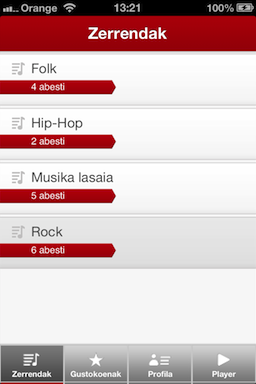 Orange 13:21 100%
Zerrendak
Folk
4 abesti
Hip-Hop
2 abesti
Musika lasaia
5 abesti
Rock
6 abesti
Zerrendak Gustokoenak Profila Player